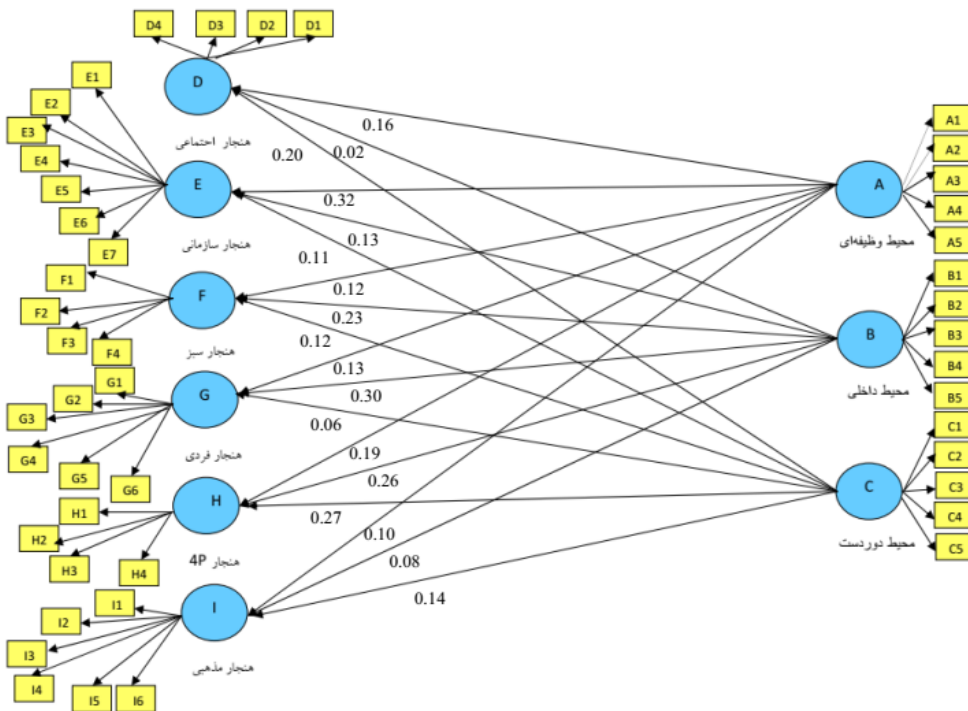 D4
D3
D2
D1
D
هنجار اجتماعی
E1
E2
E3
E4
E5
E6
E7
E
هنجار سازمانی
F1
F2
F3
F4
F
هنجار سبز
G1
G2
G3
G4
G5
G6
G
هنجار فردی
H1
H2
H3
H4
H
هنجار 4P
I1
I2
I3
I4
I5
I6
I
هنجار مذهبی
0.16
0.20
0.02
0.32
0.13
0.11
0.12
0.23
0.12
0.13
0.30
0.06
0.19
0.26
0.27
0.10
0.08
0.14
A
محیط وظیفه‌ای
A1
A2
A3
A4
A5
B
محیط داخلی
B1
B2
B3
B4
B5
C
محیط دوردست
C1
C2
C3
C4
C5